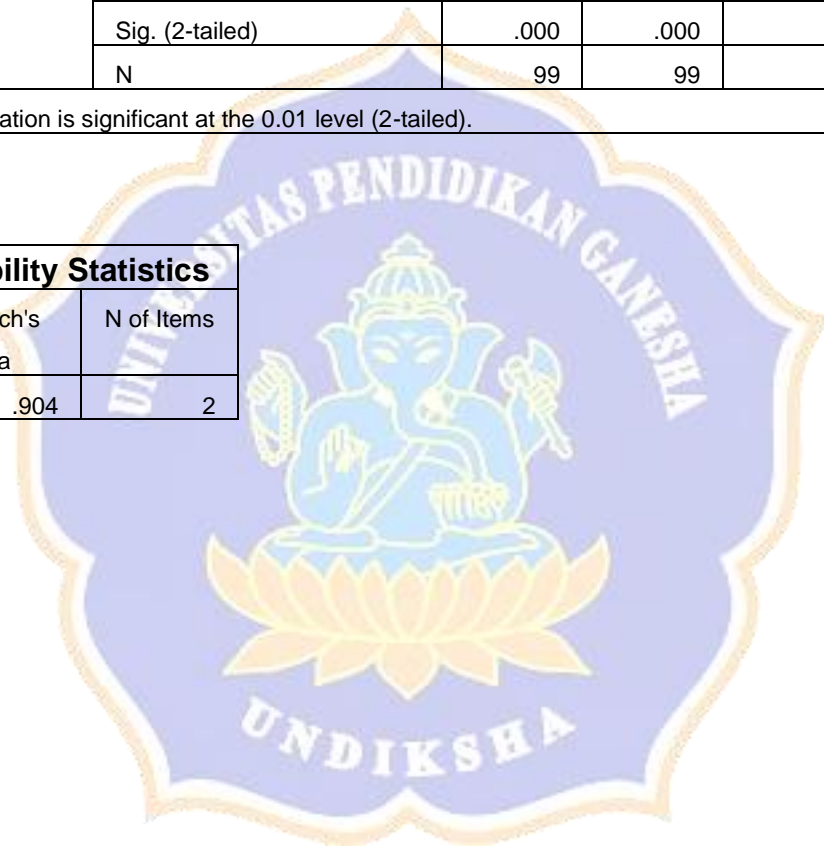 Sig. (2-tailed) .000 .000
N 99 99
ation is significant at the 0.01 level (2-tailed).
bility Statistics
ch's N of Items
a
.904 2
UNIVERSITAS PENDIDIKAN GANESHA
UNDIKSHA